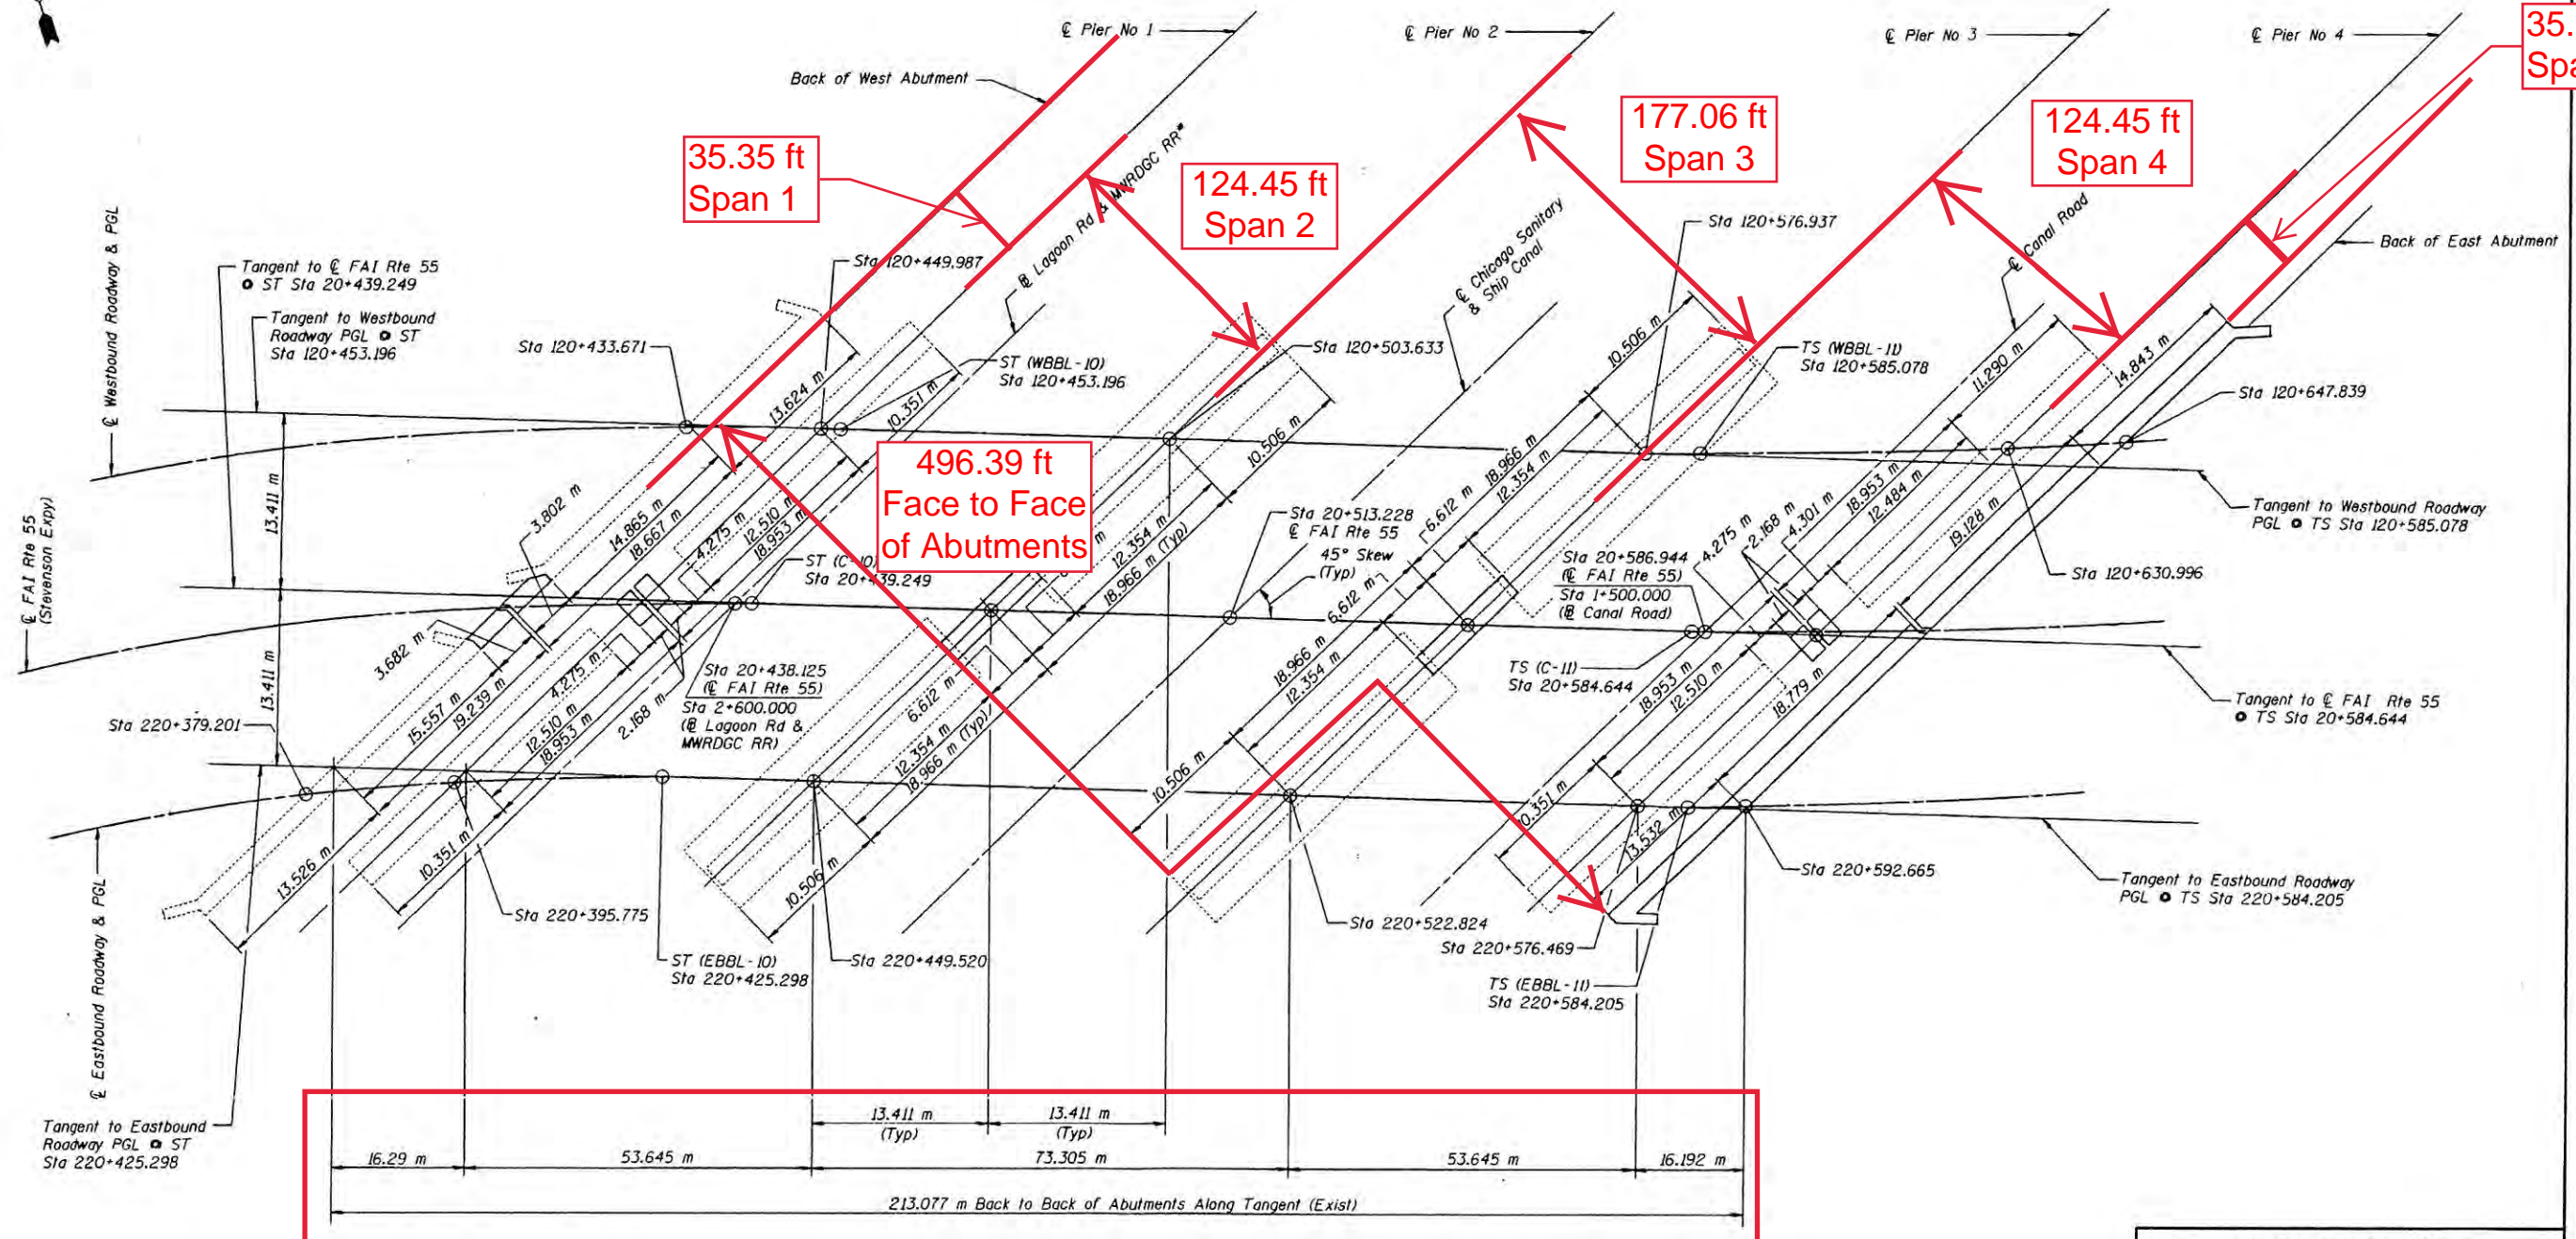 ℄ Pier No 1
℄ Pier No 2
℄ Pier No 3
℄ Pier No 4
35.
Spa
Back of West Abutment
35.35 ft
Span 1
124.45 ft
Span 2
177.06 ft
Span 3
124.45 ft
Span 4
Lagoon Rd & MWRDGC RR*
℄ Chicago Sanitary
& Ship Canal
℄ Canal Road
Back of East Abutment
℄ Westbound Roadway & PGL
Tangent to ℄ FAI Rte 55
@ ST Sta 20+439.249
Tangent to Westbound
Roadway PGL @ ST
Sta 120+453.196
Sta 120+433.671
Sta 120+449.987
ST (WBBL-10)
Sta 120+453.196
Sta 120+503.633
Sta 120+576.937
TS (WBBL-11)
Sta 120+585.078
Sta 120+647.839
13.624 m
10.351 m
10.506 m
10.506 m
11.290 m
14.843 m
496.39 ft
Face to Face
of Abutments
℄ FAI Rte 55
(Stevenson Expy)
13.411 m
13.411 m
3.802 m
14.865 m
18.667 m
4.275 m
12.510 m
18.953 m
ST (C-10)
Sta 20+439.249
m
12.354 m
18.966 m (Typ)
Sta 20+513.228
℄ FAI Rte 55
45° Skew
(Typ)
6.612 m
18.966 m
12.354 m
6.612 m
Sta 20+586.944
(℄ FAI Rte 55)
Sta 1+500.000
(Canal Road)
4.275 m
2.168 m
4.301 m
18.953 m
12.484 m
19.128 m
Tangent to Westbound Roadway
PGL @ TS Sta 120+585.078
Sta 120+630.996
3.682 m
15.557 m
19.239 m
4.275 m
12.510 m
18.953 m
2.168 m
Sta 20+438.125
(℄ FAI Rte 55)
Sta 2+600.000
(Lagoon Rd &
MWRDGC RR)
6.612 m
12.354 m
18.966 m (Typ)
18.966 m
12.354 m
TS (C-11)
Sta 20+584.644
18.953 m
12.510 m
18.779 m
Tangent to ℄ FAI Rte 55
@ TS Sta 20+584.644
Sta 220+379.201
13.526 m
10.351 m
10.506 m
10.506 m
10.351 m
13.532 m
Sta 220+395.775
ST (EBBL-10)
Sta 220+425.298
Sta 220+449.520
Sta 220+522.824
Sta 220+576.469
TS (EBBL-11)
Sta 220+584.205
Sta 220+592.665
Tangent to Eastbound Roadway
PGL @ TS Sta 220+584.205
℄ Eastbound Roadway & PGL
Tangent to Eastbound
Roadway PGL @ ST
Sta 220+425.298
13.411 m
(Typ)
13.411 m
(Typ)
16.29 m
53.645 m
73.305 m
53.645 m
16.192 m
213.077 m Back to Back of Abutments Along Tangent (Exist)